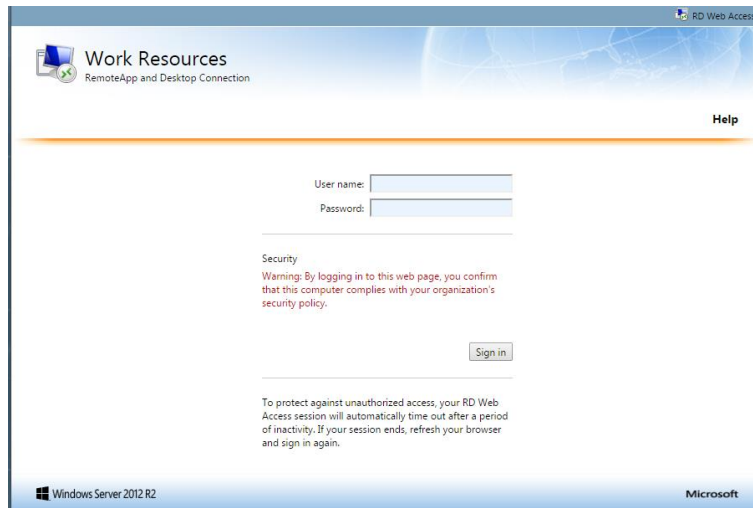 RD Web Access
Work Resources
RemoteApp and Desktop Connection
Help
User name:
Password:
Security
Warning: By logging in to this web page, you confirm
that this computer complies with your organization's
security policy.
Sign in
To protect against unauthorized access, your RD Web
Access session will automatically time out after a period
of inactivity. If your session ends, refresh your browser
and sign in again.
Windows Server 2012 R2
Microsoft